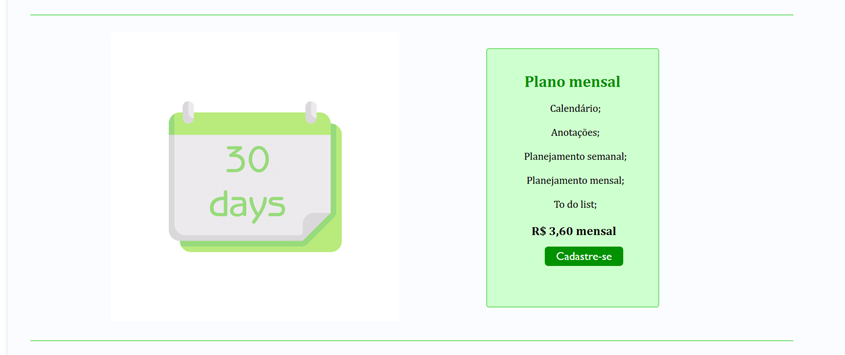 30
days
Plano mensal
Calendário;
Anotações;
Planejamento semanal;
Planejamento mensal;
To do list;
R$ 3,60 mensal
Cadastre-se